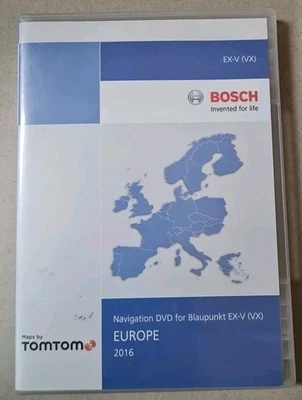 EX-V (VX)
BOSCH
Invented for life
Navigation DVD for Blaupunkt EX-V (VX)
EUROPE
2016
Maps by
TOMTOM